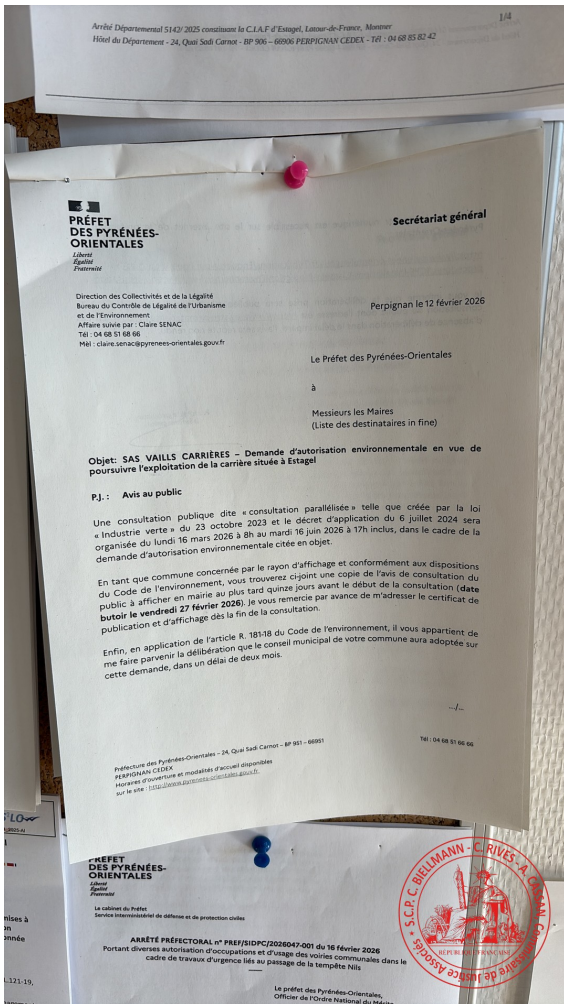 1/4
Arrêté Départemental 5142/ 2025 constituant la C.I.A.F d'Estagel, Latour-de-France, Montner
Hôtel du Département - 24, Quai Sadi Carnot - BP 906 – 66906 PERPIGNAN CEDEX - Tél : 04 68 85 82 42
PRÉFET
DES PYRÉNÉES-
ORIENTALES
Liberté
Égalité
Fraternité
Secrétariat général
Direction des Collectivités et de la Légalité
Bureau du Contrôle de Légalité de l'Urbanisme
et de l'Environnement
Affaire suivie par : Claire SENAC
Tél : 04 68 51 68 66
Mèl : claire.senac@pyrenees-orientales.gouv.fr
Perpignan le 12 février 2026
Le Préfet des Pyrénées-Orientales
à
Messieurs les Maires
(Liste des destinataires in fine)
Objet: SAS VAILLS CARRIÈRES – Demande d'autorisation environnementale en vue de
poursuivre l'exploitation de la carrière située à Estagel
P.J. : Avis au public
Une consultation publique dite « consultation parallélisée » telle que créée par la loi
« Industrie verte » du 23 octobre 2023 et le décret d'application du 6 juillet 2024 sera
organisée du lundi 16 mars 2026 à 8h au mardi 16 juin 2026 à 17h inclus, dans le cadre de la
demande d'autorisation environnementale citée en objet.
En tant que commune concernée par le rayon d'affichage et conformément aux dispositions
du Code de l'environnement, vous trouverez ci-joint une copie de l'avis de consultation du
public à afficher en mairie au plus tard quinze jours avant le début de la consultation (date
butoir le vendredi 27 février 2026). Je vous remercie par avance de m'adresser le certificat de
publication et d'affichage dès la fin de la consultation.
Enfin, en application de l'article R. 181-18 du Code de l'environnement, il vous appartient de
me faire parvenir la délibération que le conseil municipal de votre commune aura adoptée sur
cette demande, dans un délai de deux mois.
.../...
Préfecture des Pyrénées-Orientales – 24, Quai Sadi Carnot – BP 951 – 66951
PERPIGNAN CEDEX
Horaires d'ouverture et modalités d'accueil disponibles
sur le site : http://www.pyrenees-orientales.gouv.fr
Tél : 04 68 51 66 66
PRÉFET
DES PYRÉNÉES-
ORIENTALES
Liberté
Égalité
Fraternité
Le cabinet du Préfet
Service interministériel de défense et de protection civiles
ARRÊTÉ PRÉFECTORAL n° PREF/SIDPC/2026047-001 du 16 février 2026
Portant diverses autorisation d'occupations et d'usage des voiries communales dans le
cadre de travaux d'urgence liés au passage de la tempête Nils
Le préfet des Pyrénées-Orientales,
Officier de l'Ordre National du
S.C.P. C. BIELLMANN - C. RIVES - A.
Commissaire de Justice Associés
RÉPUBLIQUE FRANÇAISE